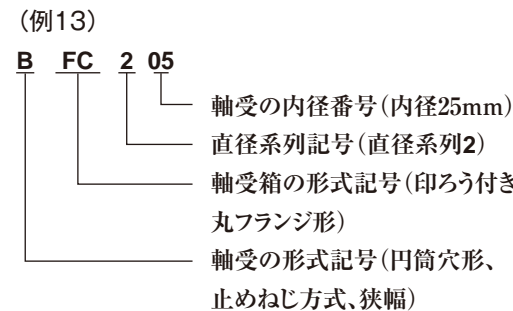 （例13）
B FC 2 05
軸受の内径番号（内径25mm）
直径系列記号（直径系列2）
軸受箱の形式記号（印ろう付き
丸フランジ形）
軸受の形式記号（円筒穴形、
止めねじ方式、狭幅）